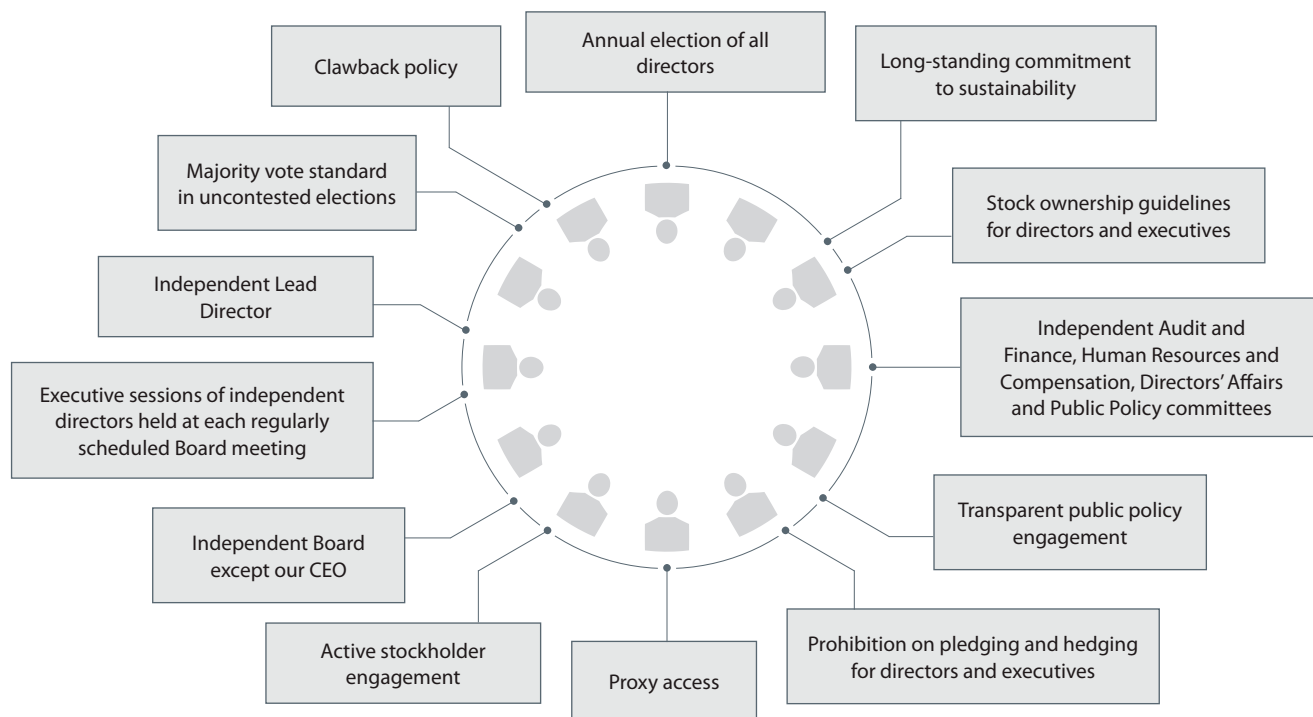 Annual election of all
directors
Long-standing commitment
to sustainability
Stock ownership guidelines
for directors and executives
Independent Audit and
Finance, Human Resources and
Compensation, Directors’ Affairs
and Public Policy committees
Transparent public policy
engagement
Prohibition on pledging and hedging
for directors and executives
Proxy access
Active stockholder
engagement
Independent Board
except our CEO
Executive sessions of independent
directors held at each regularly
scheduled Board meeting
Independent Lead
Director
Majority vote standard
in uncontested elections
Clawback policy